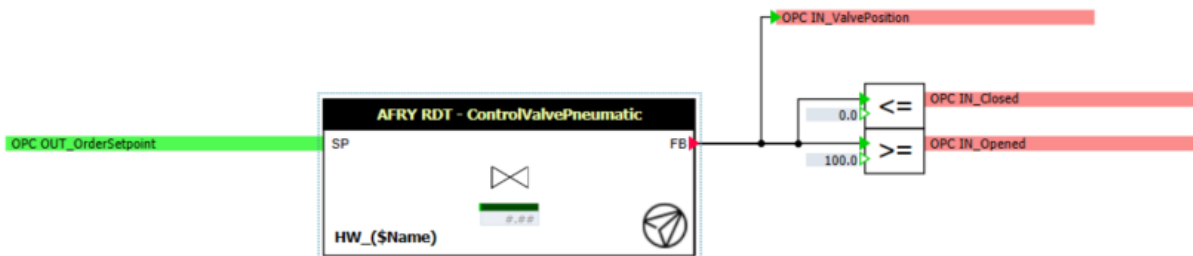 OPC IN_ValvePosition
AFRY RDT - ControlValvePneumatic
OPC OUT_OrderSetpoint
SP
FB
<=
0.0
OPC IN_Closed
>=
100.0
OPC IN_Opened
#.##
HW_($Name)